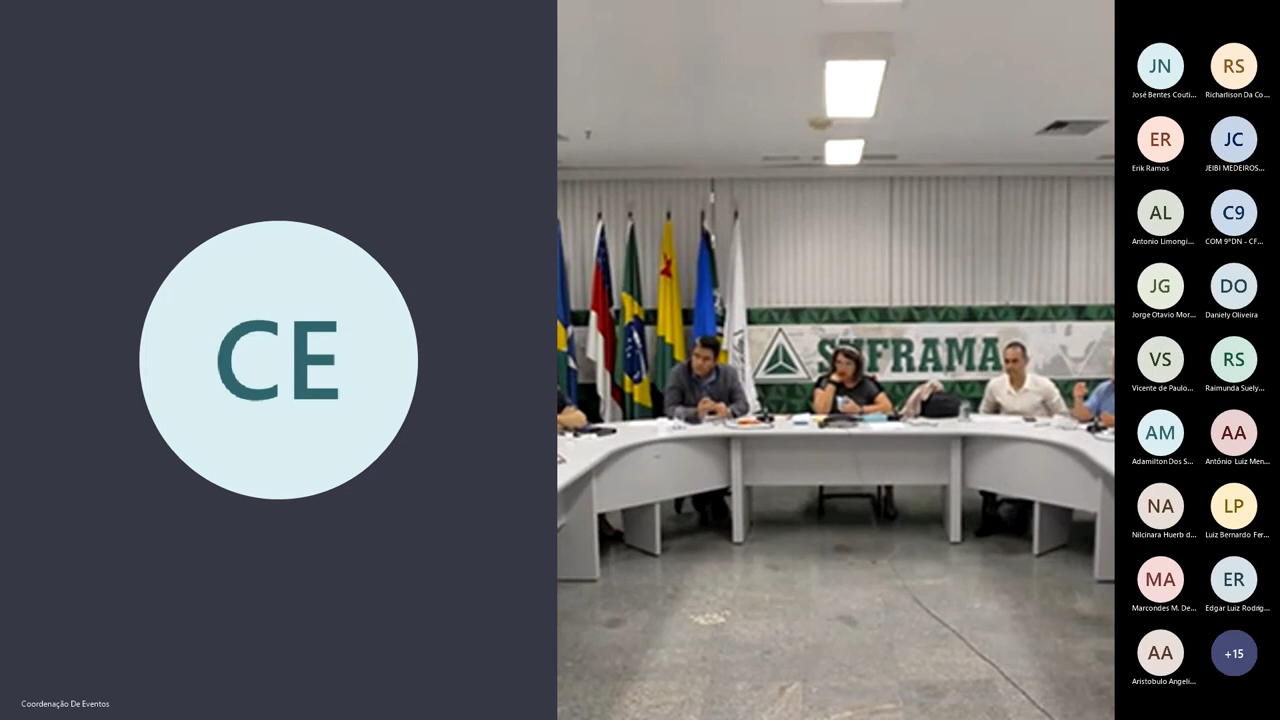 CE
Coordenação De Eventos
SUFRAMA
JN
RS
José Bentes Couti...
Richarlison Da Co...
ER
JC
Erik Ramos
JEIBI MEDEIROS...
AL
C9
Antonio Limongi...
COM 9ºDN - CF...
JG
DO
Jorge Otavio Mor...
Daniely Oliveira
VS
RS
Vicente de Paulo...
Raimunda Suely...
AM
AA
Adamilton Dos S...
Antônio Luiz Men...
NA
LP
Nilcinara Huerb d...
Luiz Bernardo Fer...
MA
ER
Marcondes M. De...
Edgar Luiz Rodrig...
AA
+15
Aristobulo Angeli...